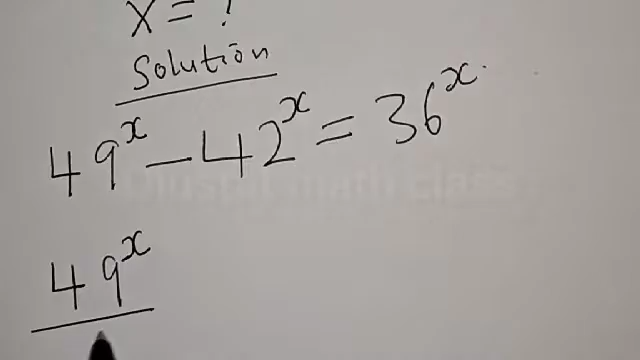 x = ?
Solution
49^x - 42^x = 36^x
49^x